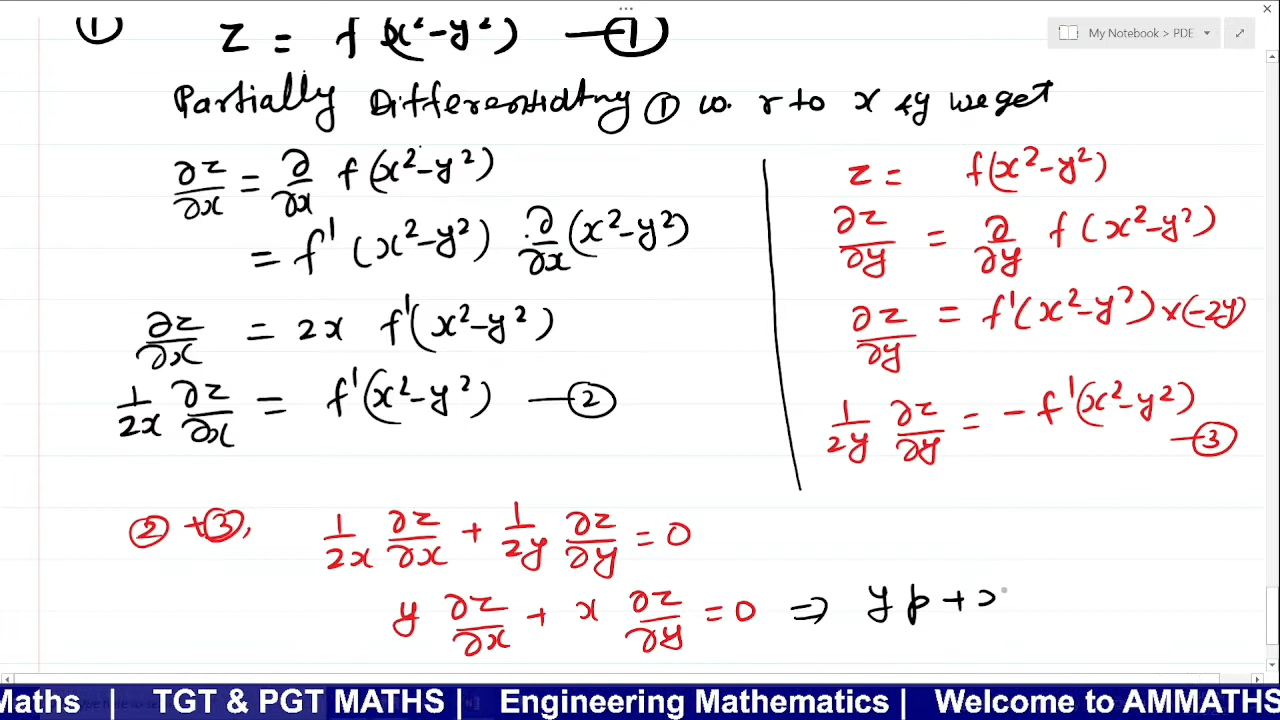 My Notebook > PDE
① z = f(x²-y²) —①
Partially Differentiating ① w. r to x & y we get
∂z/∂x = ∂/∂x f(x²-y²)
= f'(x²-y²) ∂/∂x (x²-y²)
∂z/∂x = 2x f'(x²-y²)
1/2x ∂z/∂x = f'(x²-y²) —②
z = f(x²-y²)
∂z/∂y = ∂/∂y f(x²-y²)
∂z/∂y = f'(x²-y²)×(-2y)
1/2y ∂z/∂y = -f'(x²-y²)
—③
②+③, 1/2x ∂z/∂x + 1/2y ∂z/∂y = 0
y ∂z/∂x + x ∂z/∂y = 0 ⇒ yp + x
Maths | TGT & PGT MATHS | Engineering Mathematics | Welcome to AMMATHS